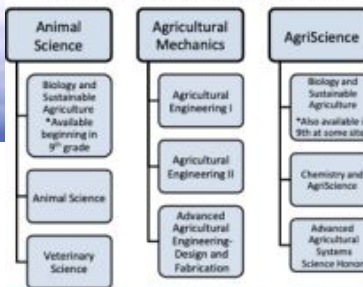 Animal
Science
Biology and
Sustainable
Agriculture
*Available
beginning in
9th grade
Animal Science
Veterinary
Science
Agricultural
Mechanics
Agricultural
Engineering I
Agricultural
Engineering II
Advanced
Agricultural
Engineering-
Design and
Fabrication
AgriScience
Biology and
Sustainable
Agriculture
*Also available
9th at some
Chemistry and
AgriScience
Advanced
Agricultural
Systems
Science Honor